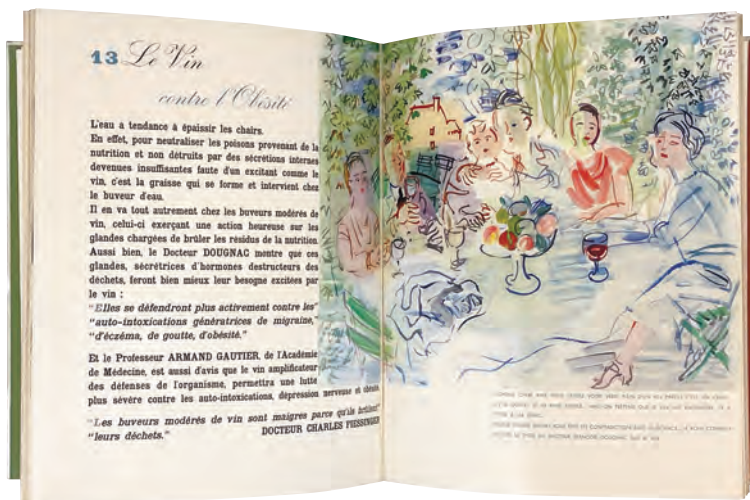 13 Le Vin
contre l'Obésité
L'eau a tendance à épaissir les chairs.
En effet, pour neutraliser les poisons provenant de la
nutrition et non détruits par des sécrétions internes
devenues insuffisantes faute d'un excitant comme le
vin, c'est la graisse qui se forme et intervient chez
le buveur d'eau.
Il en va tout autrement chez les buveurs modérés de
vin, celui-ci exerçant une action heureuse sur les
glandes chargées de brûler les résidus de la nutrition.
Aussi bien, le Docteur DOUGNAC montre que ces
glandes, sécrétrices d'hormones destructeurs des
déchets, feront bien mieux leur besogne excitées par
le vin :
"Elles se défendront plus activement contre les"
"auto-intoxications génératrices de migraine,"
"d'éczéma, de goutte, d'obésité."
Et le Professeur ARMAND GAUTIER, de l'Académie
de Médecine, est aussi d'avis que le vin amplificateur
des défenses de l'organisme, permettra une lutte
plus sévère contre les auto-intoxications, dépression nerveuse et obésité.
"Les buveurs modérés de vin sont maigres parce qu'ils brûlent"
"leurs déchets."
DOCTEUR CHARLES FIESSINGER